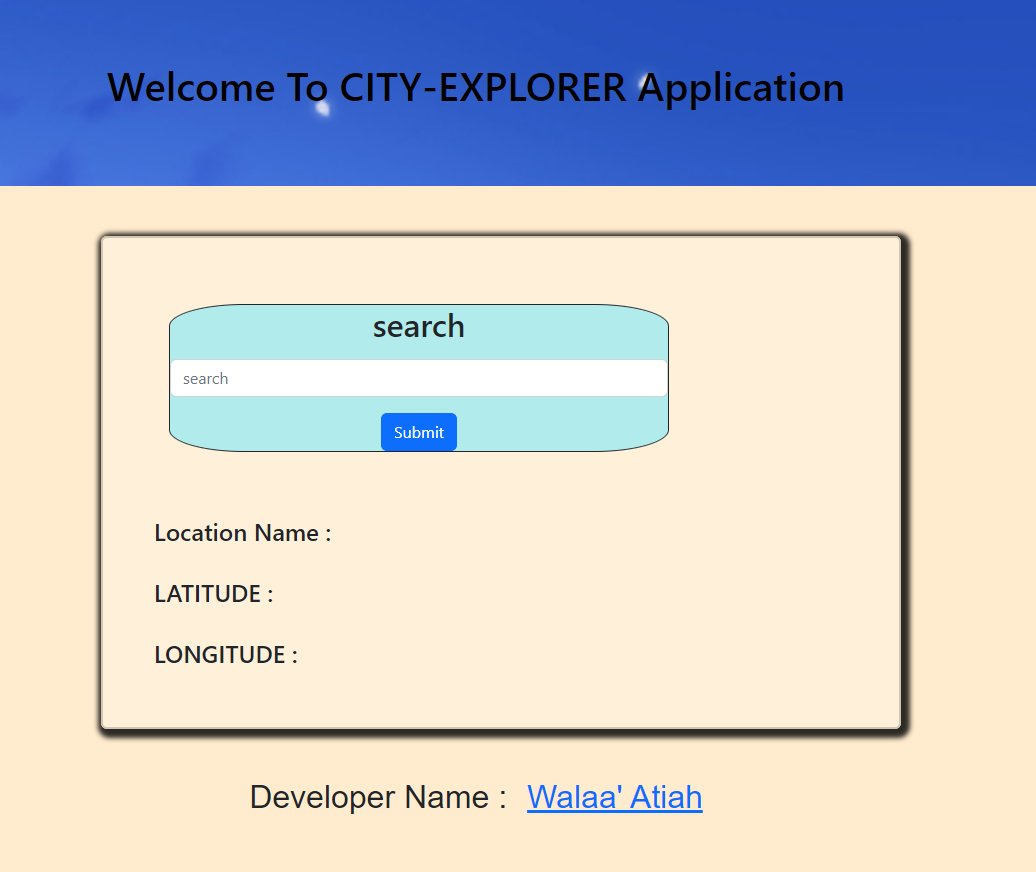 Welcome To CITY-EXPLORER Application
search
search
Submit
Location Name :
LATITUDE :
LONGITUDE :
Developer Name : Walaa' Atiah